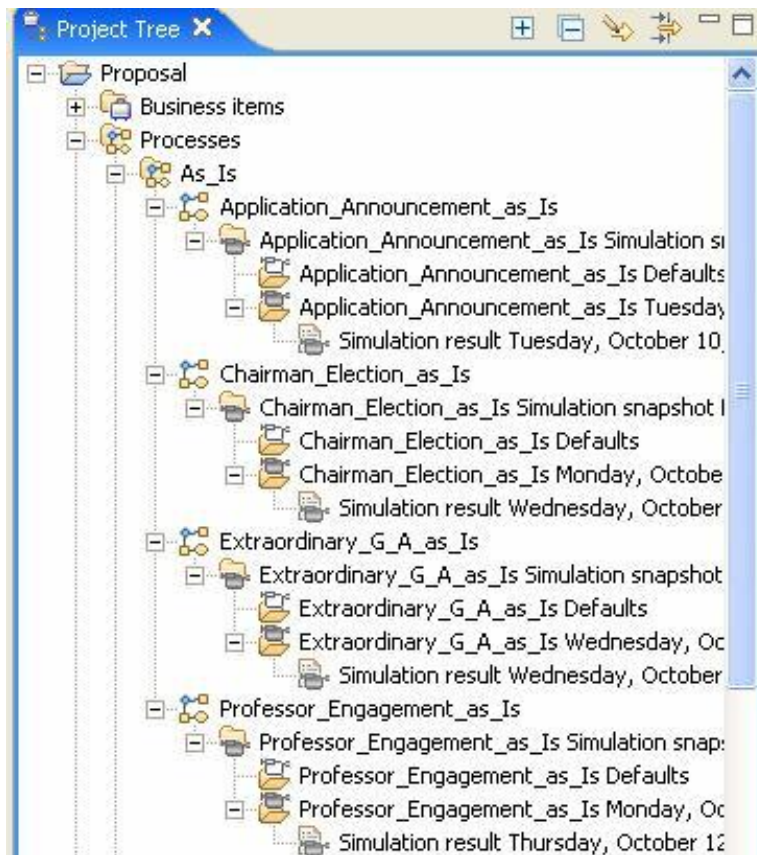 Project Tree
Proposal
Business items
Processes
As_Is
Application_Announcement_as_Is
Application_Announcement_as_Is Simulation
Application_Announcement_as_Is Defaults
Application_Announcement_as_Is Tuesday
Simulation result Tuesday, October 10
Chairman_Election_as_Is
Chairman_Election_as_Is Simulation snapshot
Chairman_Election_as_Is Defaults
Chairman_Election_as_Is Monday, Octobe
Simulation result Wednesday, October
Extraordinary_G_A_as_Is
Extraordinary_G_A_as_Is Simulation snapshot
Extraordinary_G_A_as_Is Defaults
Extraordinary_G_A_as_Is Wednesday, Oc
Simulation result Wednesday, October
Professor_Engagement_as_Is
Professor_Engagement_as_Is Simulation snap
Professor_Engagement_as_Is Defaults
Professor_Engagement_as_Is Monday, Oc
Simulation result Thursday, October 12